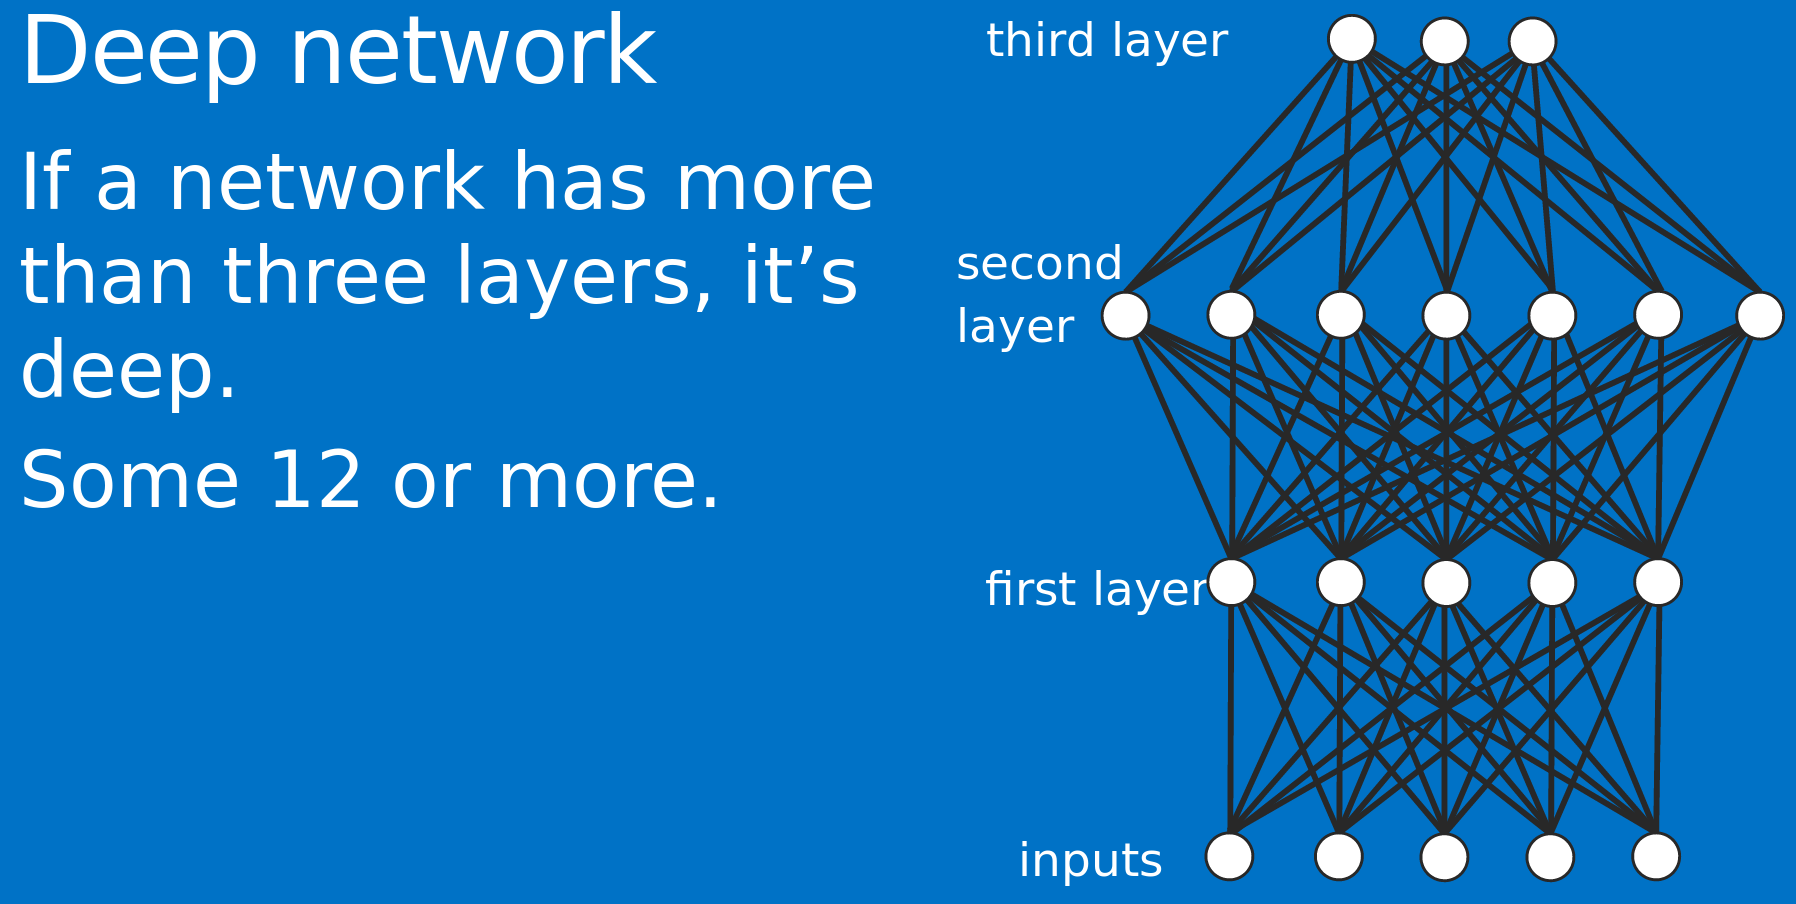 Deep network
If a network has more
than three layers, it’s
deep.
Some 12 or more.
third layer
second
layer
first layer
inputs